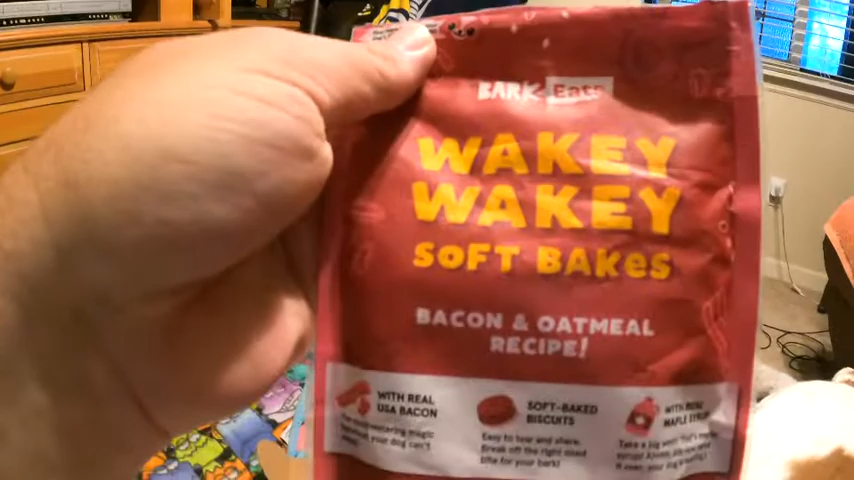 BARK Eats
WAKEY
WAKEY
SOFT BAKES
BACON & OATMEAL
RECIPE!
WITH REAL
USA BACON
SOFT-BAKED
BISCUITS
Easy to tear and share.
Break off the right sized
bite for your bark!
WITH REAL
MAPLE SYRUP